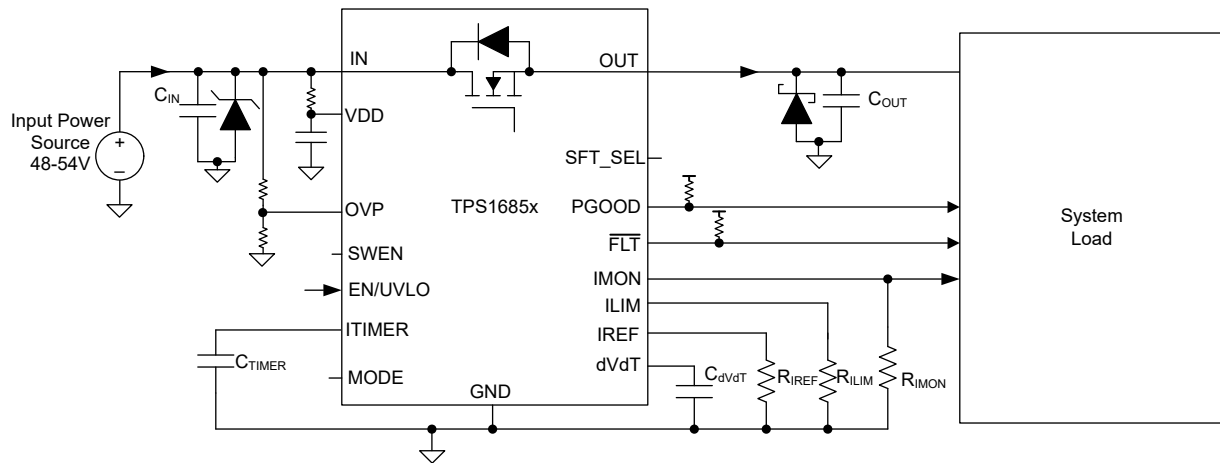 IN
OUT
C_IN
VDD
C_OUT
Input Power
Source
48-54V
+
–
SFT_SEL
OVP
TPS1685x
PGOOD
System
Load
SWEN
FLT
EN/UVLO
IMON
ILIM
ITIMER
IREF
C_TIMER
dVdT
C_dVdT
R_IREF
R_ILIM
R_IMON
MODE
GND